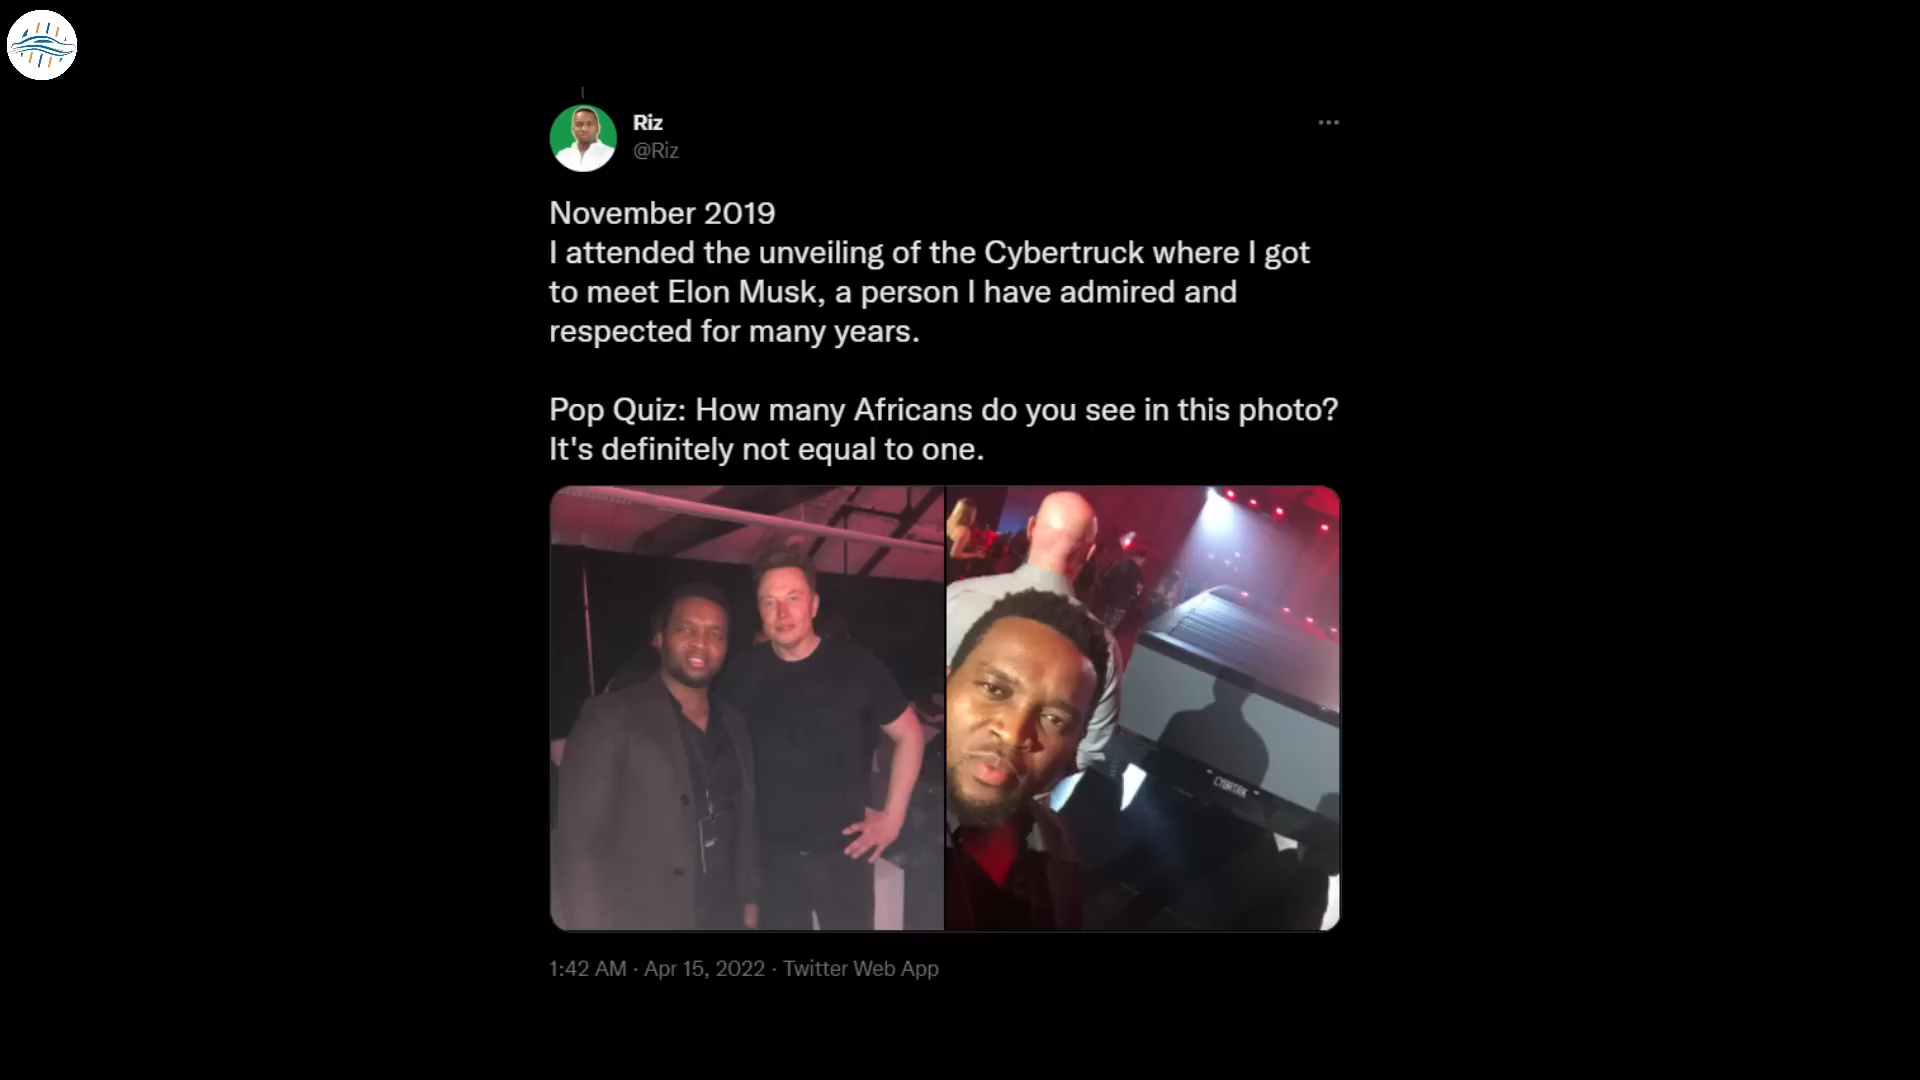 Riz
@Riz
November 2019
I attended the unveiling of the Cybertruck where I got
to meet Elon Musk, a person I have admired and
respected for many years.
Pop Quiz: How many Africans do you see in this photo?
It's definitely not equal to one.
1:42 AM · Apr 15, 2022 · Twitter Web App